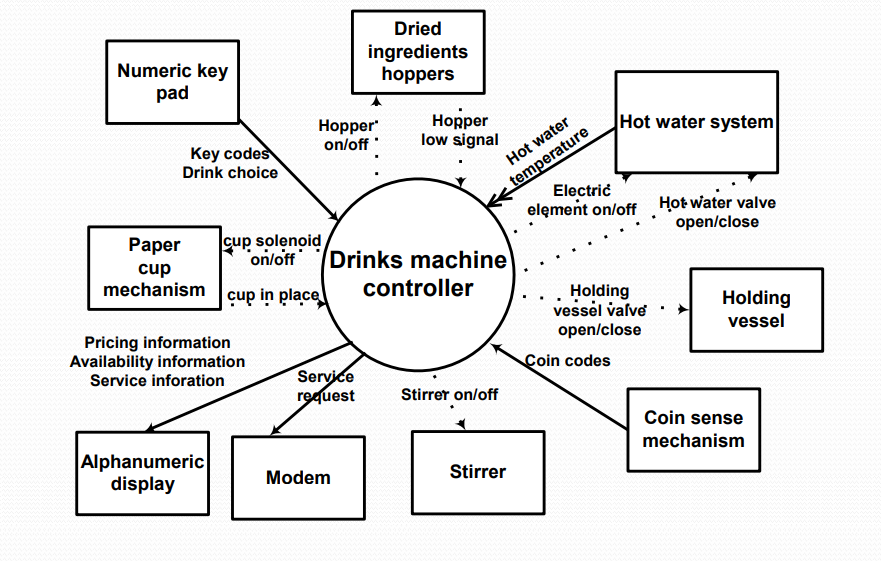 Dried
ingredients
hoppers
Numeric key
pad
Hot water system
Hopper
on/off
Hopper
low signal
Hot water
temperature
Key codes
Drink choice
Electric
element on/off
Hot water valve
open/close
Paper
cup
mechanism
cup solenoid
on/off
cup in place
Drinks machine
controller
Holding
vessel valve
open/close
Holding
vessel
Pricing information
Availability information
Service inforation
Service
request
Stirrer on/off
Coin codes
Coin sense
mechanism
Alphanumeric
display
Modem
Stirrer